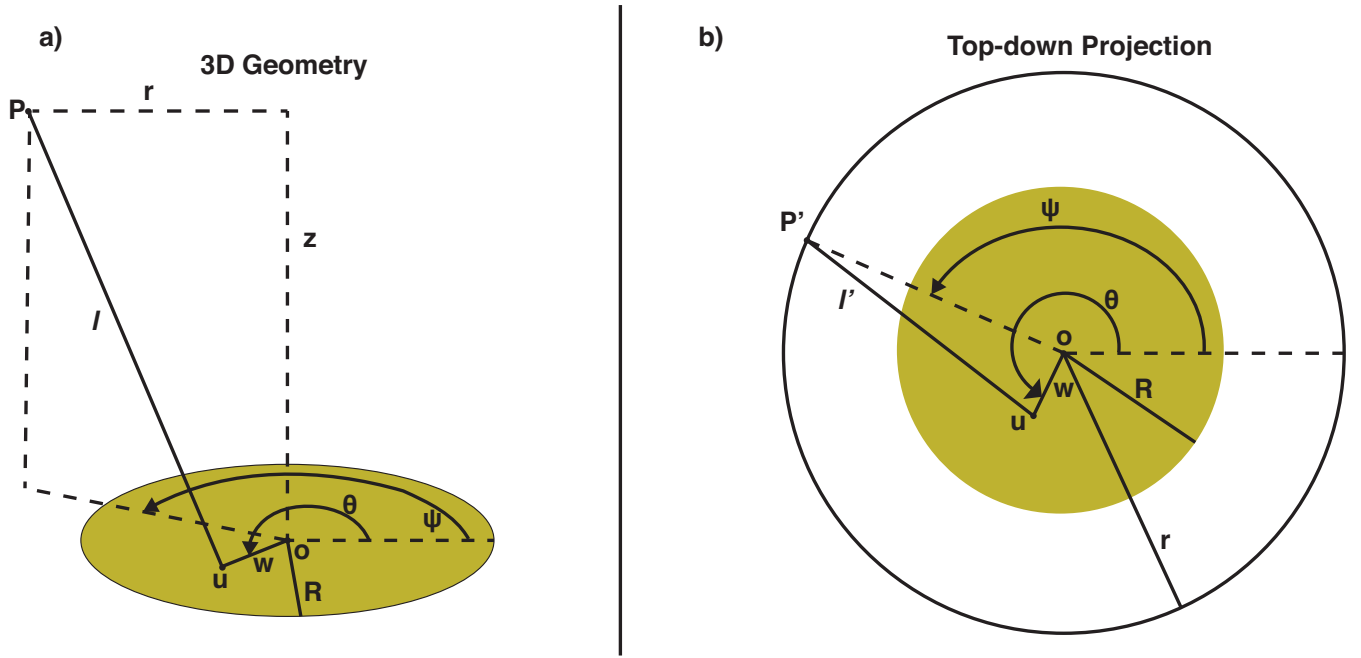 a)
3D Geometry
P
r
z
l
θ
ψ
o
w
u
R
b)
Top-down Projection
P’
ψ
l’
θ
o
w
R
u
r